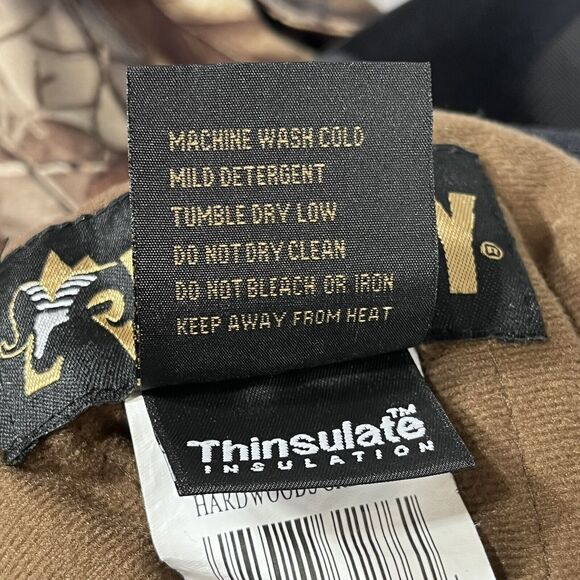 MACHINE WASH COLD
MILD DETERGENT
TUMBLE DRY LOW
DO NOT DRY CLEAN
DO NOT BLEACH OR IRON
KEEP AWAY FROM HEAT
Y®
Thinsulate™
INSULATION
HARDWOODS